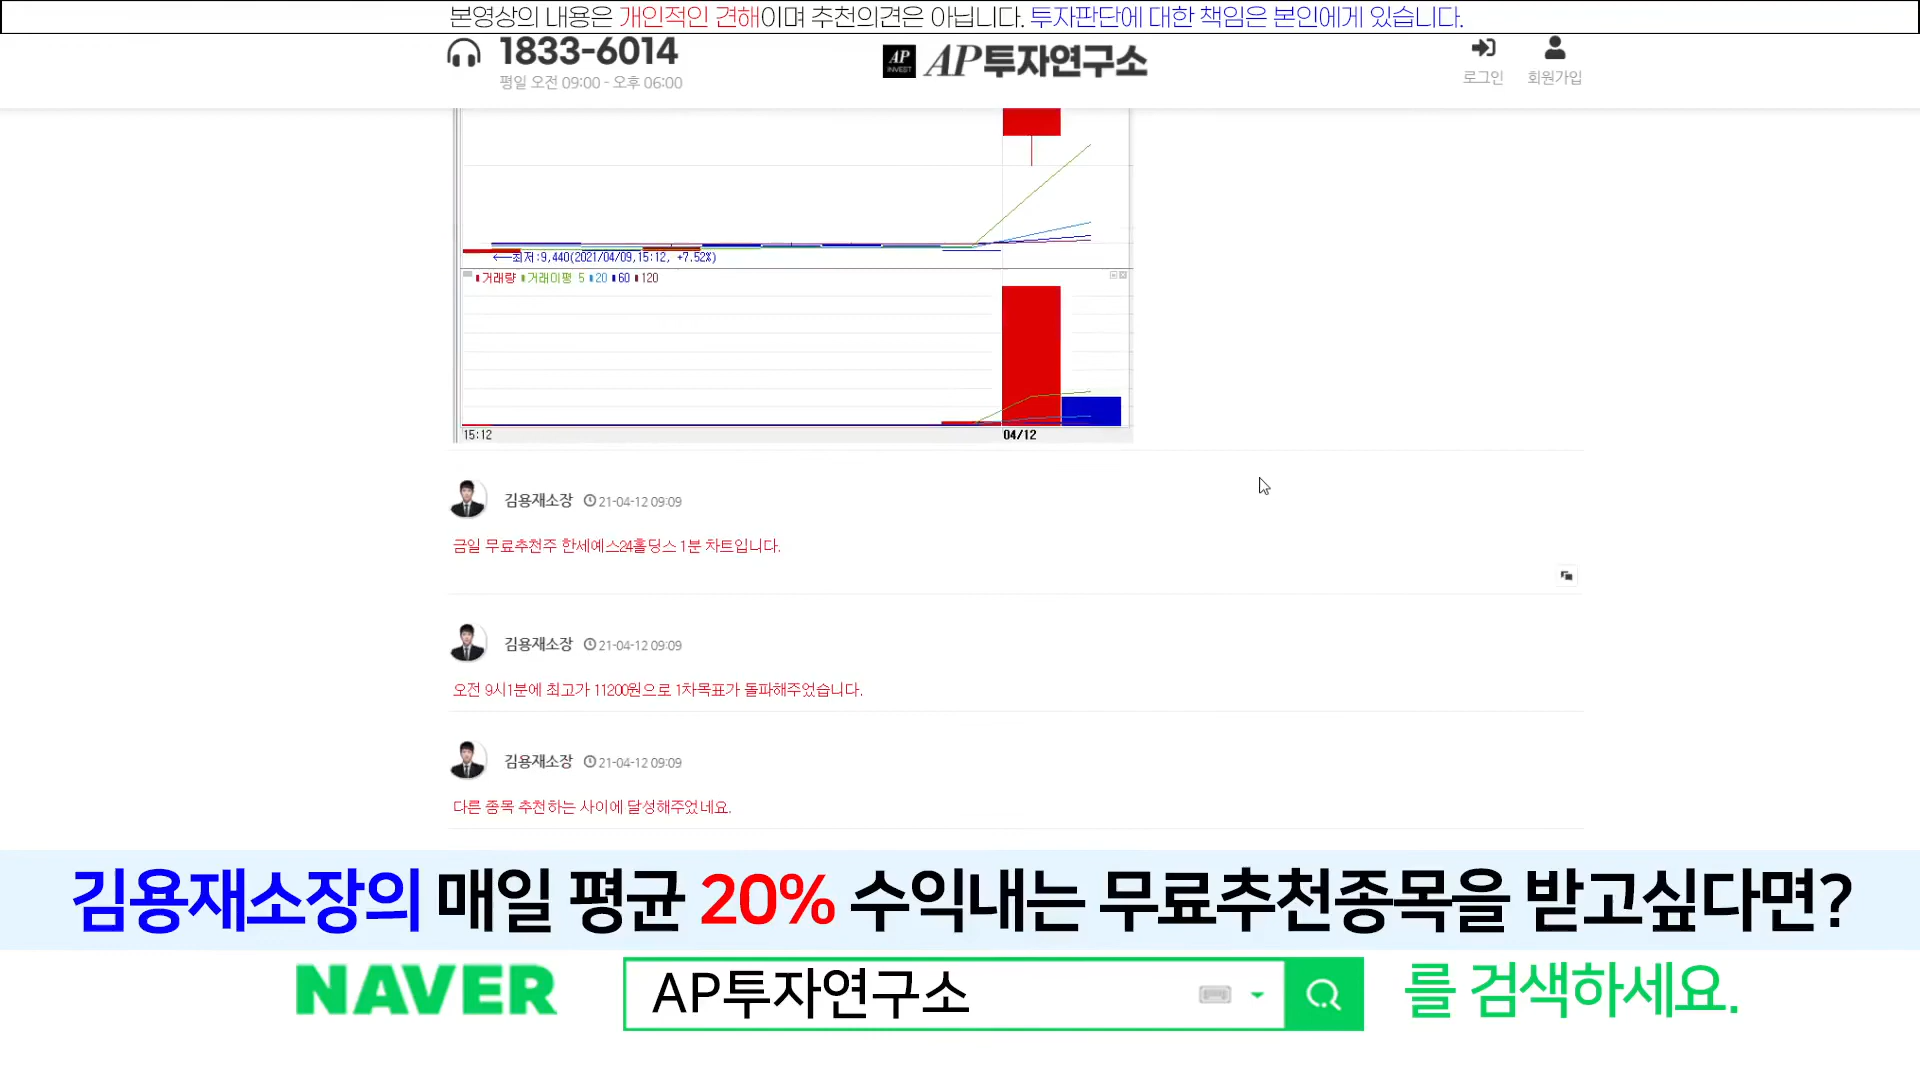 본영상의 내용은 개인적인 견해이며 추천의견은 아닙니다. 투자판단에 대한 책임은 본인에게 있습니다.
1833-6014
평일 오전 09:00 - 오후 06:00
AP INVEST AP투자연구소
로그인 회원가입
최저:9,440(2021/04/09,15:12, +7.52%)
거래량 거래이평 5 20 60 120
15:12 04/12
김용재소장 21-04-12 09:09
금일 무료추천주 한세예스24홀딩스 1분 차트입니다.
김용재소장 21-04-12 09:09
오전 9시1분에 최고가 11200원으로 1차목표가 돌파해주었습니다.
김용재소장 21-04-12 09:09
다른 종목 추천하는 사이에 달성해주었네요.
김용재소장의 매일 평균 20% 수익내는 무료추천종목을 받고싶다면?
NAVER AP투자연구소 를 검색하세요.